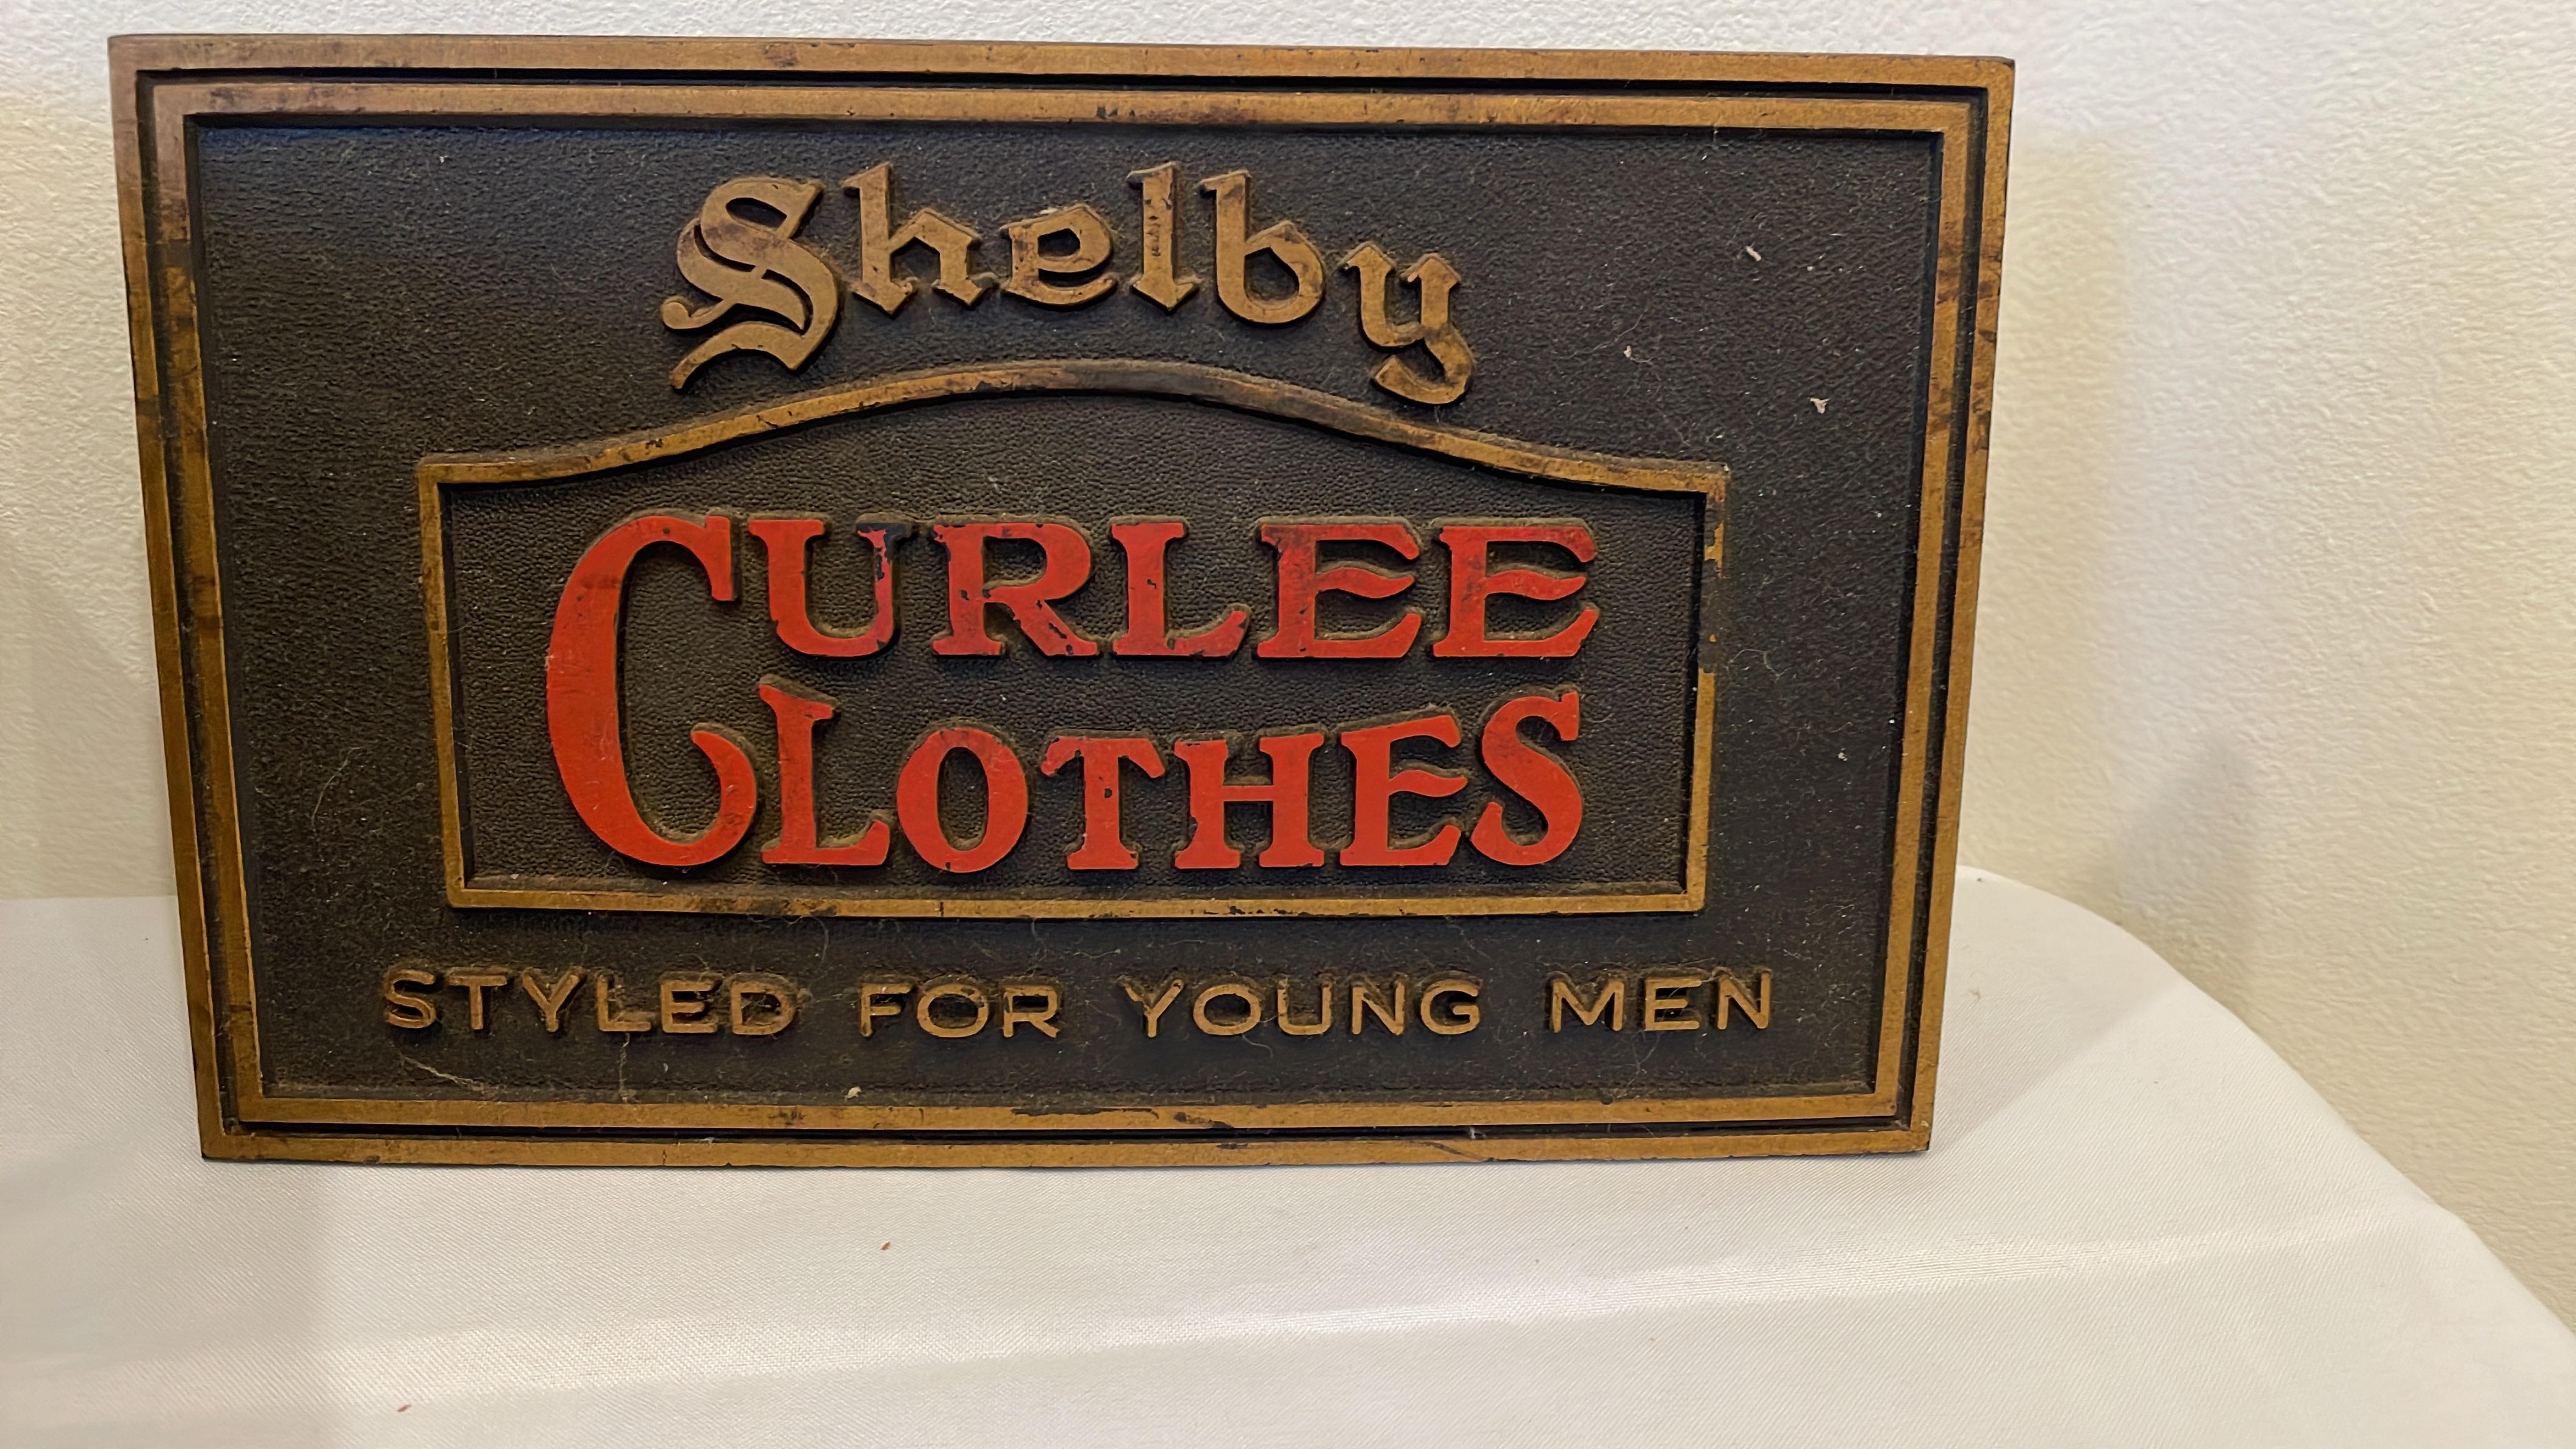 Shelby
CURLEE
CLOTHES
STYLED FOR YOUNG MEN